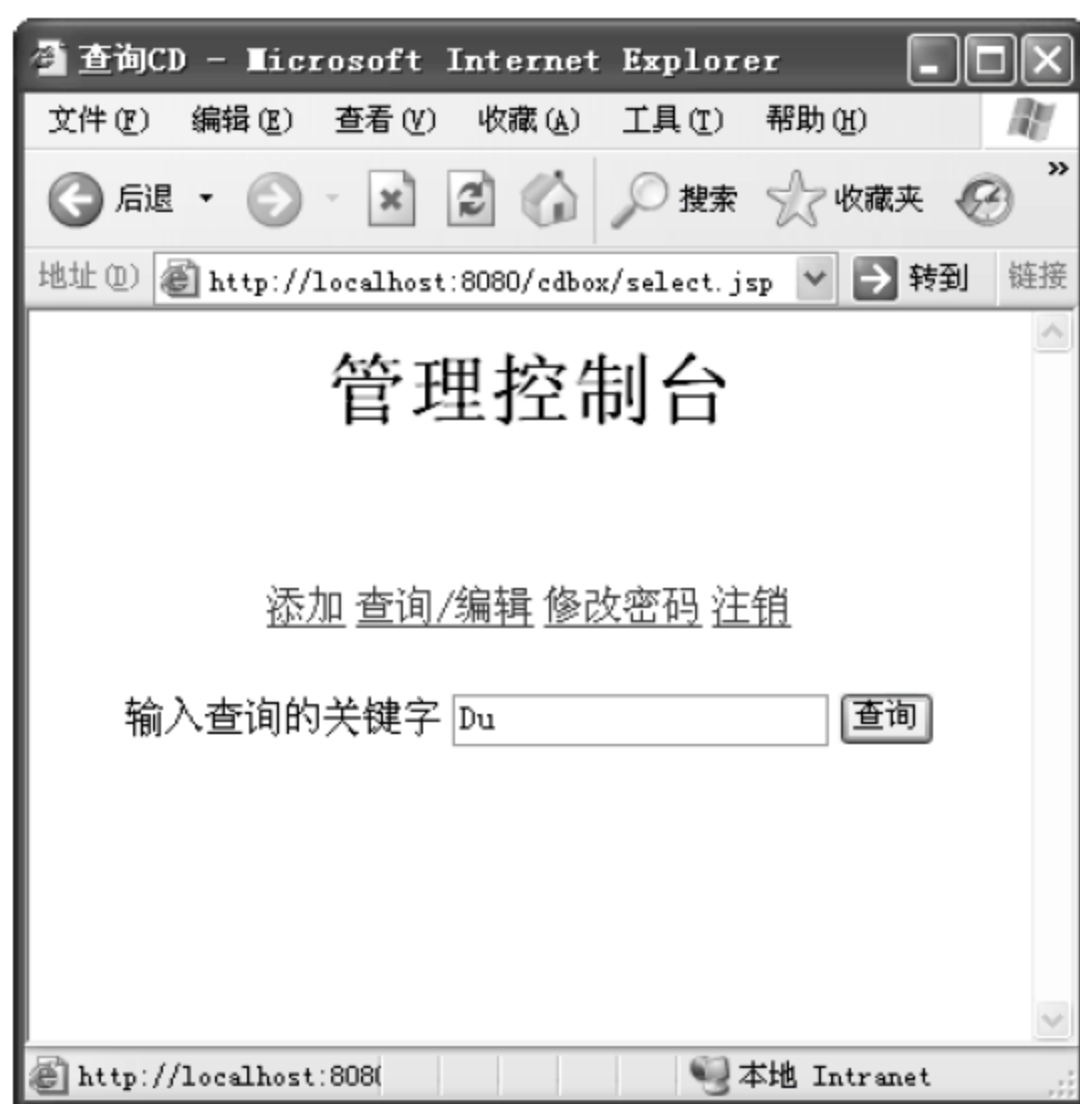 查询CD - Microsoft Internet Explorer
文件(F) 编辑(E) 查看(V) 收藏(A) 工具(T) 帮助(H)
后退 搜索 收藏夹 »
地址(D) http://localhost:8080/cdbox/select.jsp 转到 链接
管理控制台
添加 查询/编辑 修改密码 注销
输入查询的关键字 Du 查询
http://localhost:808 本地 Intranet